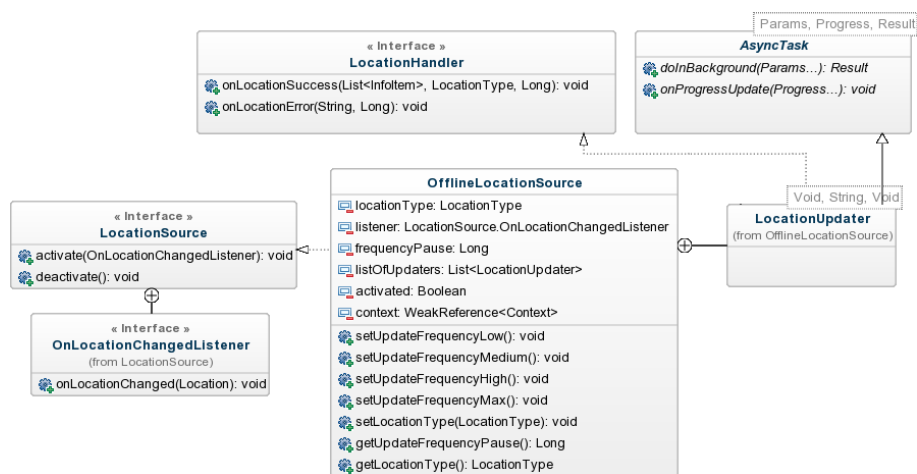 Params, Progress, Result
« Interface »
LocationHandler
onLocationSuccess(List<InfoItem>, LocationType, Long): void
onLocationError(String, Long): void
AsyncTask
doInBackground(Params...): Result
onProgressUpdate(Progress...): void
OfflineLocationSource
locationType: LocationType
listener: LocationSource.OnLocationChangedListener
frequencyPause: Long
listOfUpdaters: List<LocationUpdater>
activated: Boolean
context: WeakReference<Context>
setUpdateFrequencyLow(): void
setUpdateFrequencyMedium(): void
setUpdateFrequencyHigh(): void
setUpdateFrequencyMax(): void
setLocationType(LocationType): void
getUpdateFrequencyPause(): Long
getLocationType(): LocationType
Void, String, Void
LocationUpdater
(from OfflineLocationSource)
« Interface »
LocationSource
activate(OnLocationChangedListener): void
deactivate(): void
« Interface »
OnLocationChangedListener
(from LocationSource)
onLocationChanged(Location): void